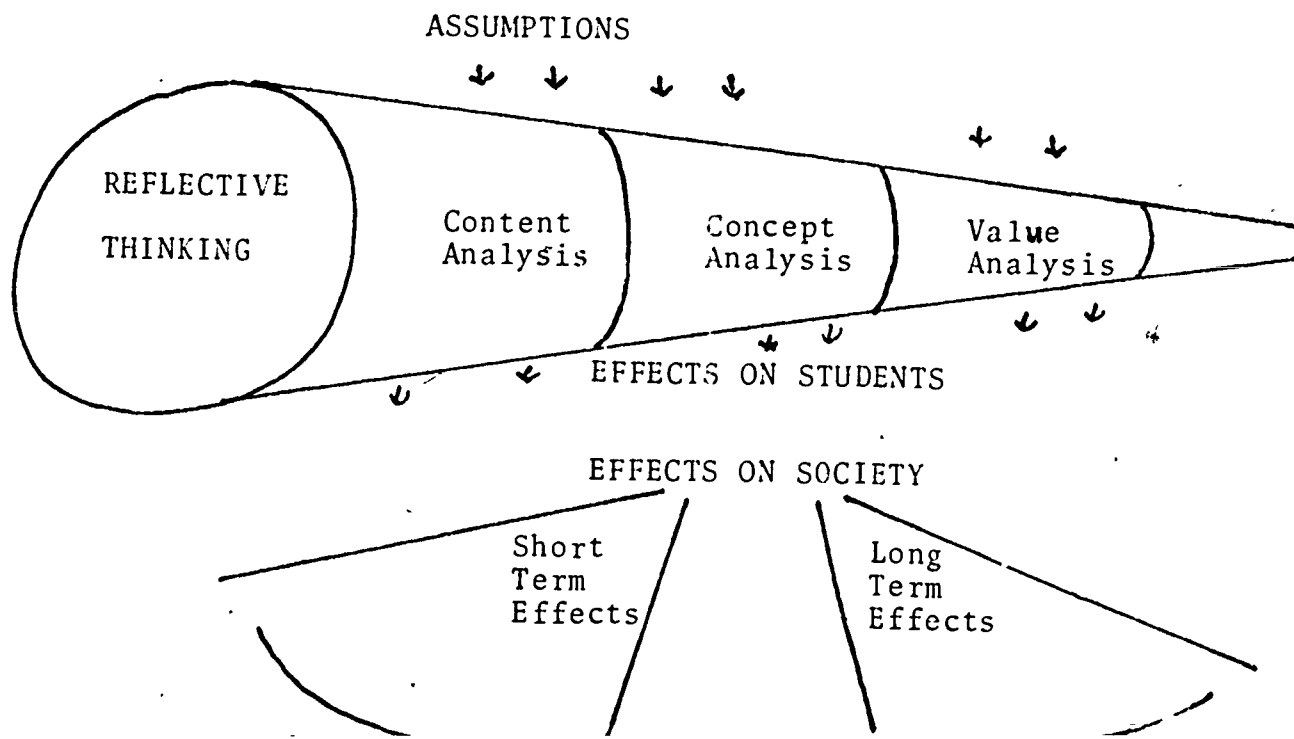 ASSUMPTIONS
REFLECTIVE
THINKING
Content
Analysis
Concept
Analysis
Value
Analysis
EFFECTS ON STUDENTS
EFFECTS ON SOCIETY
Short
Term
Effects
Long
Term
Effects